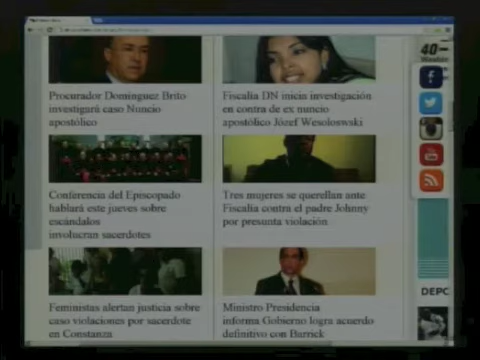 40
Procurador Domínguez Brito
investigará caso Nuncio
apostólico
Fiscalía DN inicia investigación
en contra de ex nuncio
apostólico Józef Wesoloswki
Conferencia del Episcopado
hablará este jueves sobre
escándalos
involucran sacerdotes
Tres mujeres se querellan ante
Fiscalía contra el padre Johnny
por presunta violación
Feministas alertan justicia sobre
caso violaciones por sacerdote
en Constanza
Ministro Presidencia
informa Gobierno logra acuerdo
definitivo con Barrick
DEPO